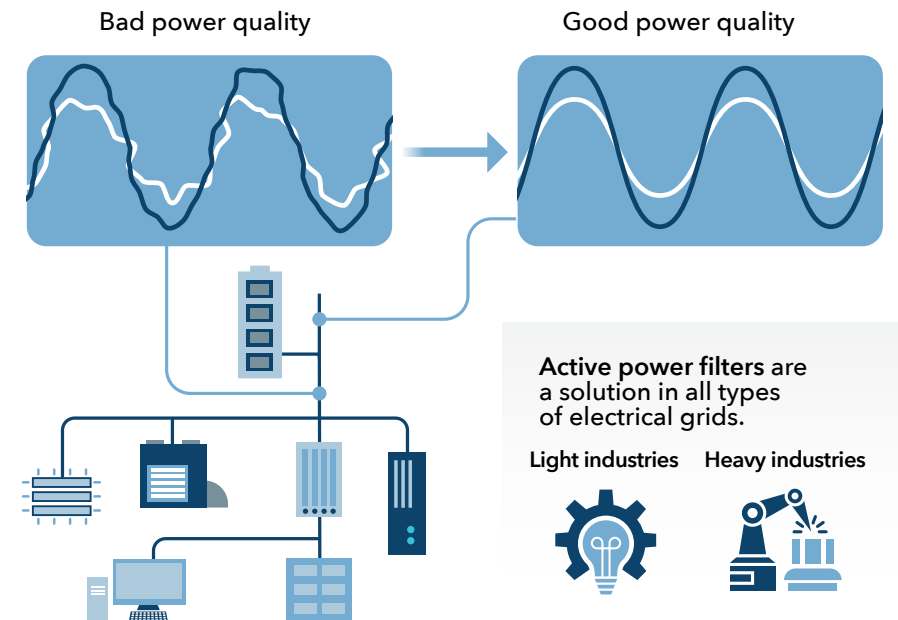 Bad power quality
Good power quality
Active power filters are
a solution in all types
of electrical grids.
Light industries
Heavy industries